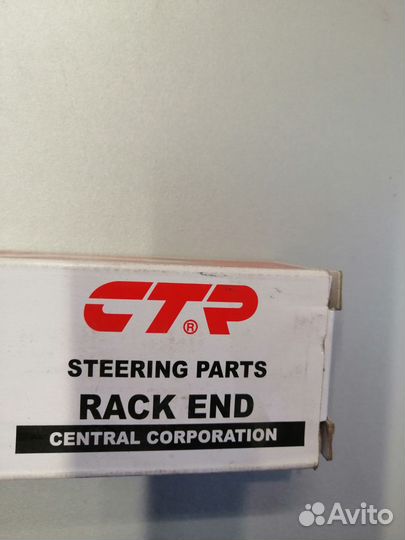 CTR®
STEERING PARTS
RACK END
CENTRAL CORPORATION
Avito